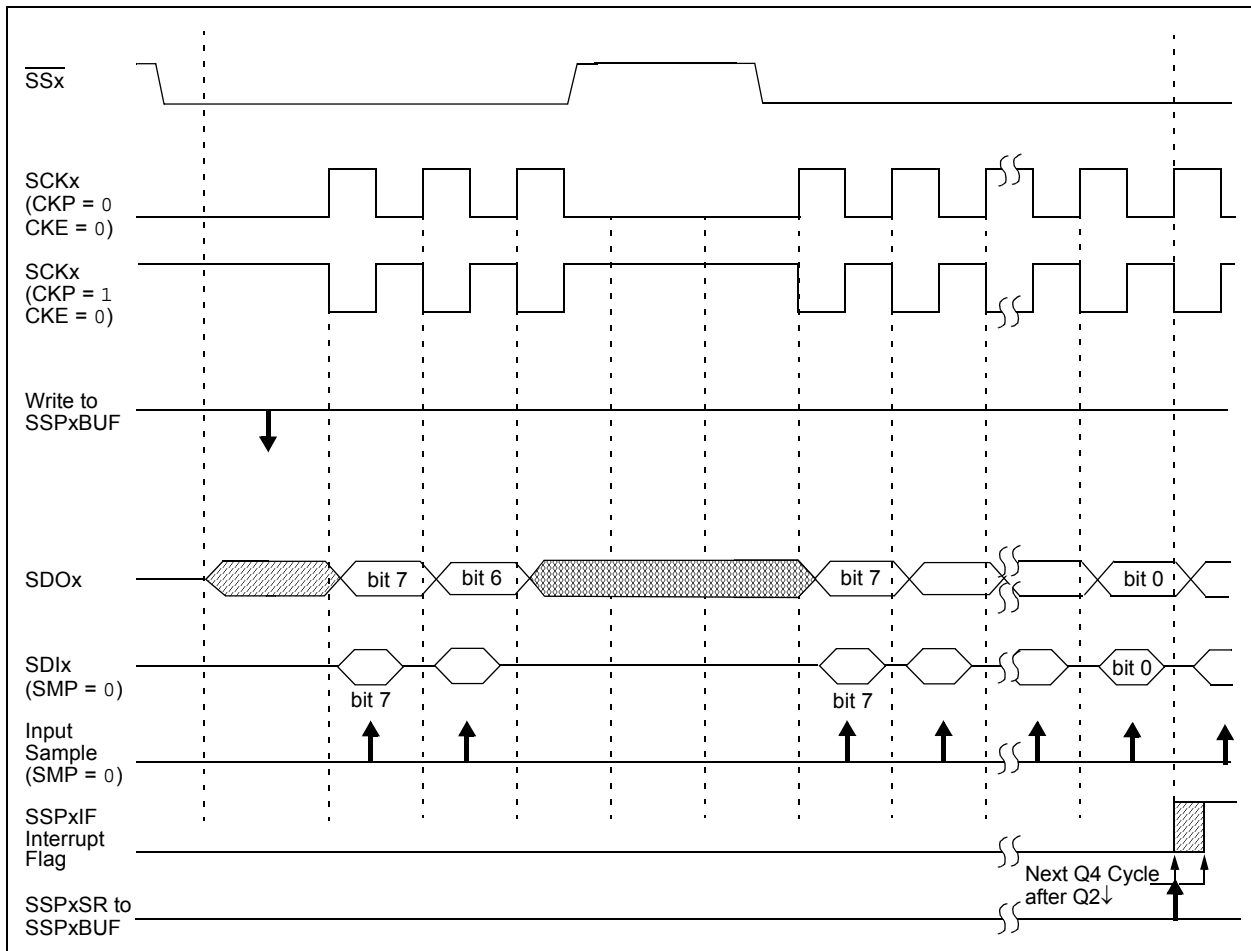 SSx
SCKx
(CKP = 0
CKE = 0)
SCKx
(CKP = 1
CKE = 0)
Write to
SSPxBUF
SDOx
bit 7
bit 6
bit 7
bit 0
SDIx
(SMP = 0)
bit 7
bit 7
bit 0
Input
Sample
(SMP = 0)
SSPxIF
Interrupt
Flag
Next Q4 Cycle
after Q2↓
SSPxSR to
SSPxBUF